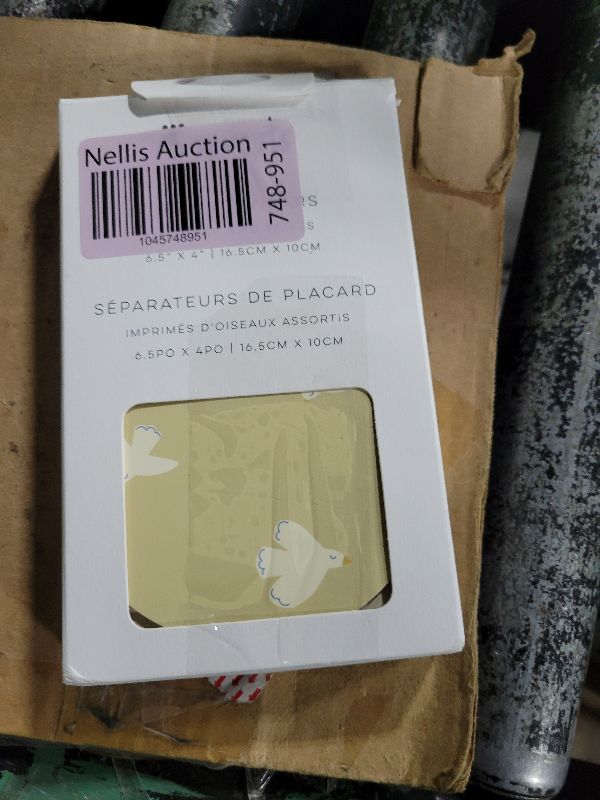 Nellis Auction
748-951
1045748951
RS
S
6.5" X 4" | 16.5CM X 10CM
SÉPARATEURS DE PLACARD
IMPRIMÉS D'OISEAUX ASSORTIS
6.5PO X 4PO | 16.5CM X 10CM